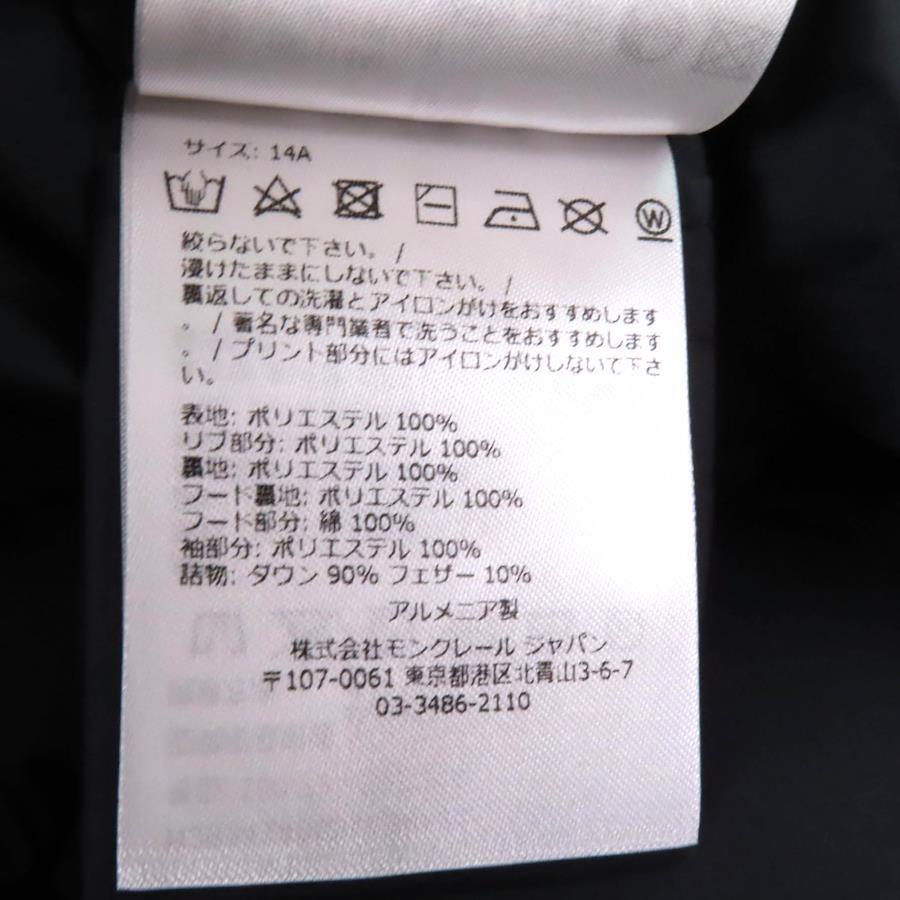 サイズ: 14A
W
絞らないで下さい。 /
浸けたままにしないで下さい。 /
裏返しての洗濯とアイロンがけをおすすめします
。 / 著名な専門業者で洗うことをおすすめします
。 / プリント部分にはアイロンがけしないで下さ
い。
表地: ポリエステル 100%
リブ部分: ポリエステル 100%
裏地: ポリエステル 100%
フード裏地: ポリエステル 100%
フード部分: 綿 100%
袖部分: ポリエステル 100%
詰物: ダウン 90% フェザー 10%
アルメニア製
株式会社モンクレール ジャパン
〒107-0061 東京都港区北青山3-6-7
03-3486-2110